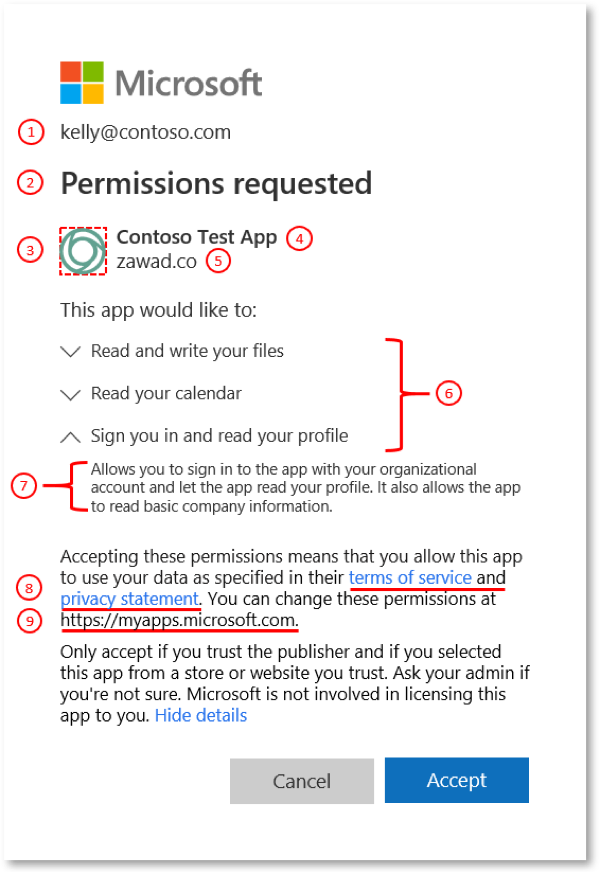 Microsoft
1 kelly@contoso.com
2 Permissions requested
3 Contoso Test App 4
zawad.co 5
This app would like to:
Read and write your files
Read your calendar 6
Sign you in and read your profile
Allows you to sign in to the app with your organizational
7 account and let the app read your profile. It also allows the app
to read basic company information.
Accepting these permissions means that you allow this app
to use your data as specified in their terms of service and
8 privacy statement. You can change these permissions at
9 https://myapps.microsoft.com.
Only accept if you trust the publisher and if you selected
this app from a store or website you trust. Ask your admin if
you're not sure. Microsoft is not involved in licensing this
app to you. Hide details
Cancel Accept